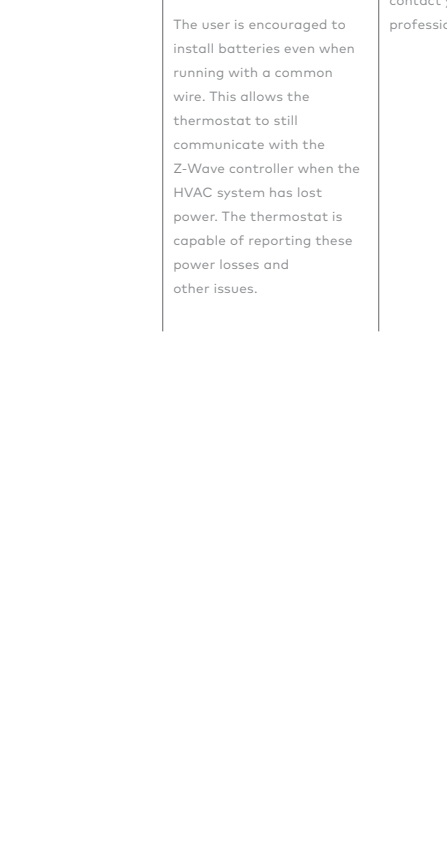 The user is encouraged to
install batteries even when
running with a common
wire. This allows the
thermostat to still
communicate with the
Z-Wave controller when the
HVAC system has lost
power. The thermostat is
capable of reporting these
power losses and
other issues.
contact